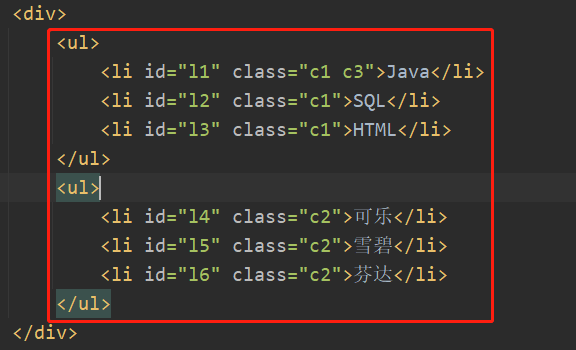 <div>
<ul>
<li id="l1" class="c1 c3">Java</li>
<li id="l2" class="c1">SQL</li>
<li id="l3" class="c1">HTML</li>
</ul>
<ul>
<li id="l4" class="c2">可乐</li>
<li id="l5" class="c2">雪碧</li>
<li id="l6" class="c2">芬达</li>
</ul>
</div>